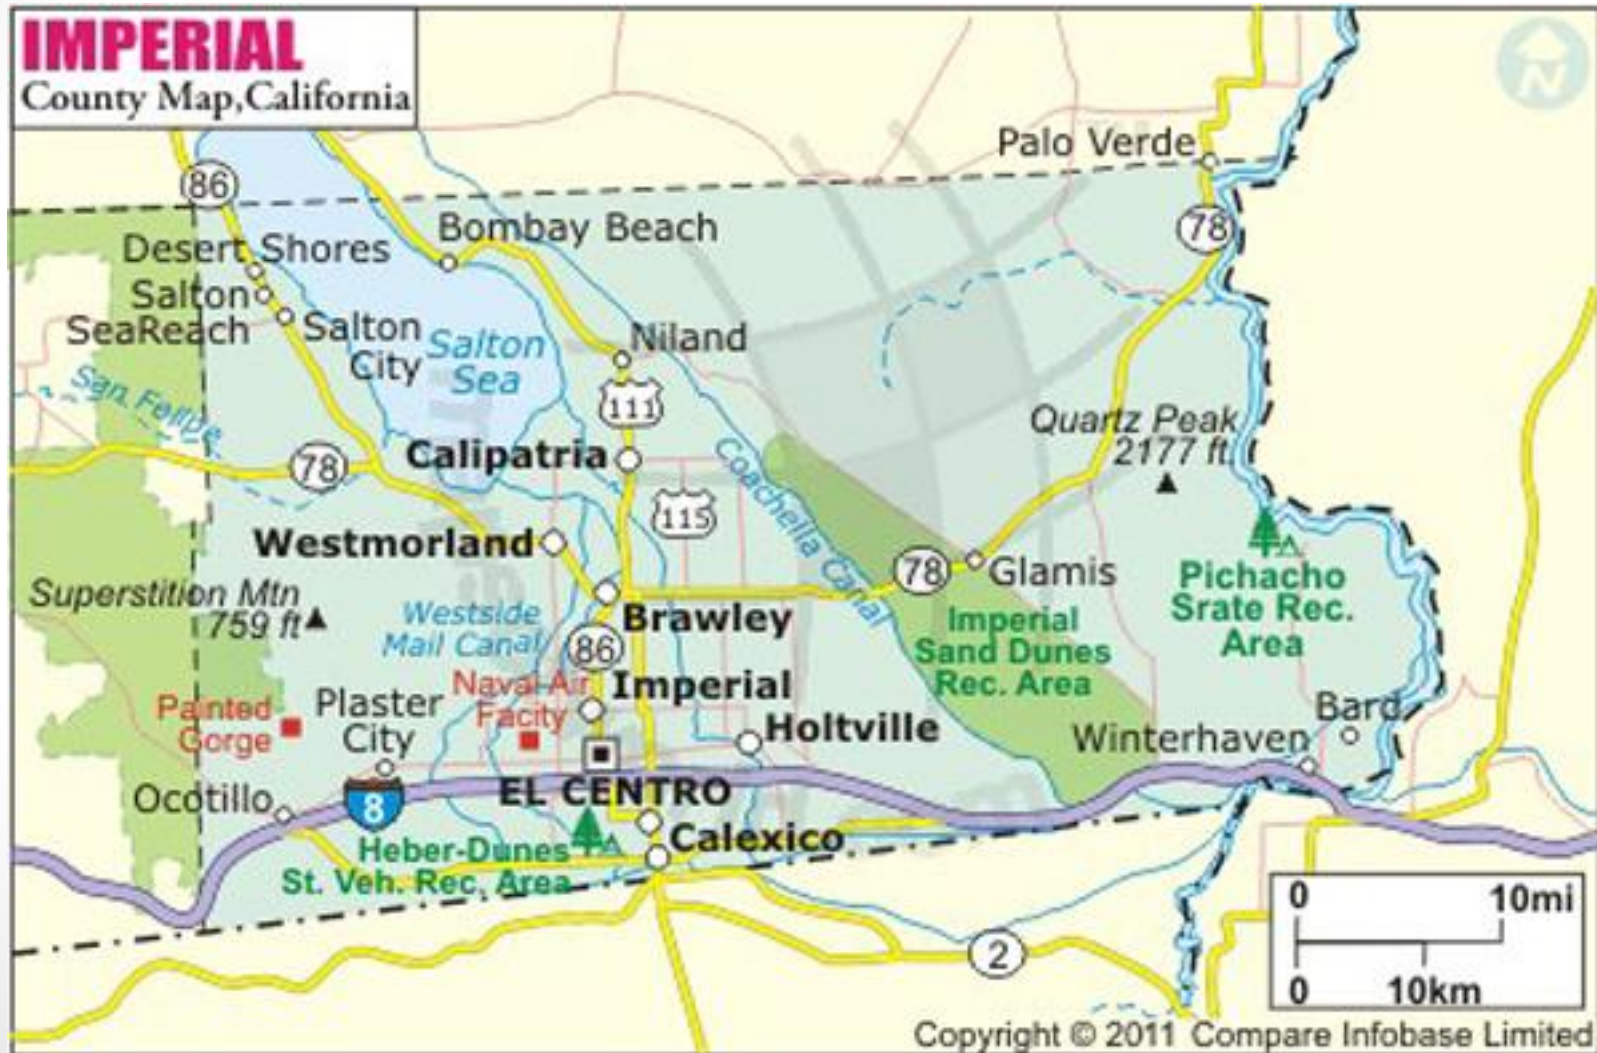 IMPERIAL
County Map,California
N
Palo Verde
86
78
Bombay Beach
Desert Shores
Salton
SeaReach
Salton
City
Salton
Sea
Niland
San Felipe
111
Quartz Peak
2177 ft.
78
Calipatria
Coachella Canal
115
Westmorland
78
Glamis
Pichacho
Srate Rec.
Area
Superstition Mtn
759 ft
Westside
Mail Canal
Brawley
Imperial
Sand Dunes
Rec. Area
86
Naval Air
Facity
Imperial
Painted
Gorge
Plaster
City
Holtville
Bard
Winterhaven
Ocotillo
8
EL CENTRO
Calexico
Heber-Dunes
St. Veh. Rec. Area
2
0 10mi
0 10km
Copyright © 2011 Compare Infobase Limited